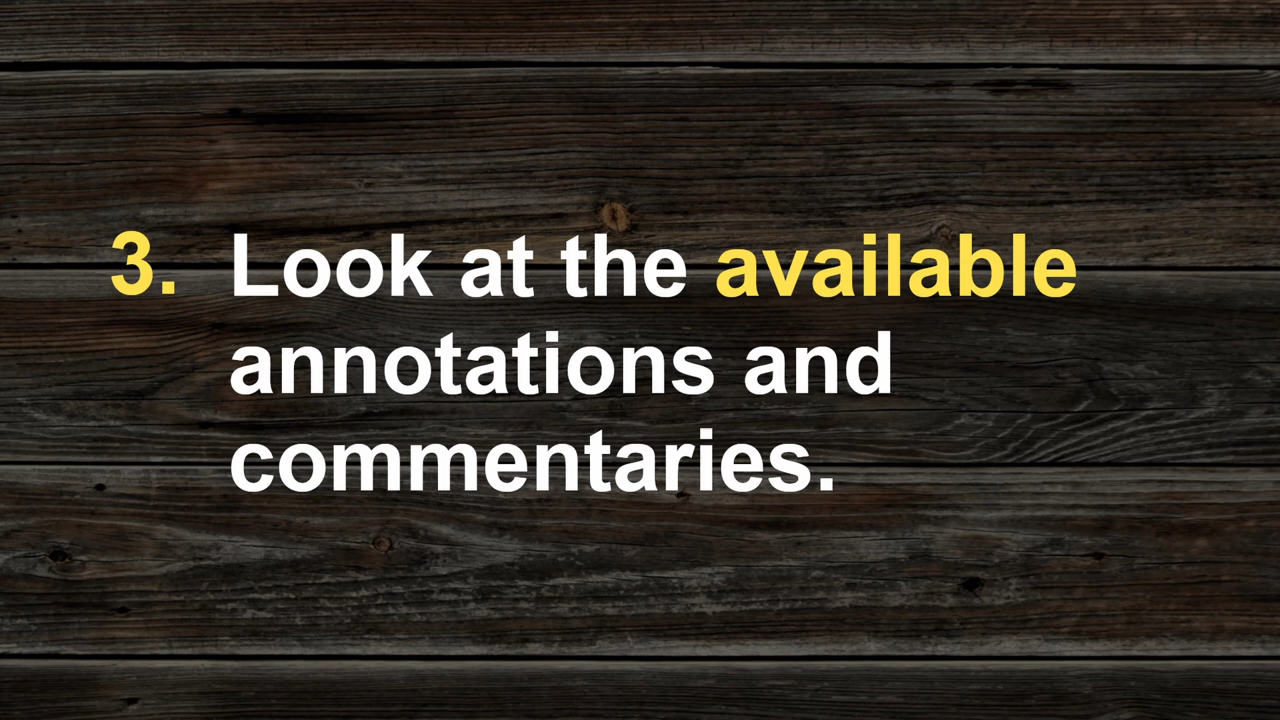 3. Look at the available
annotations and
commentaries.